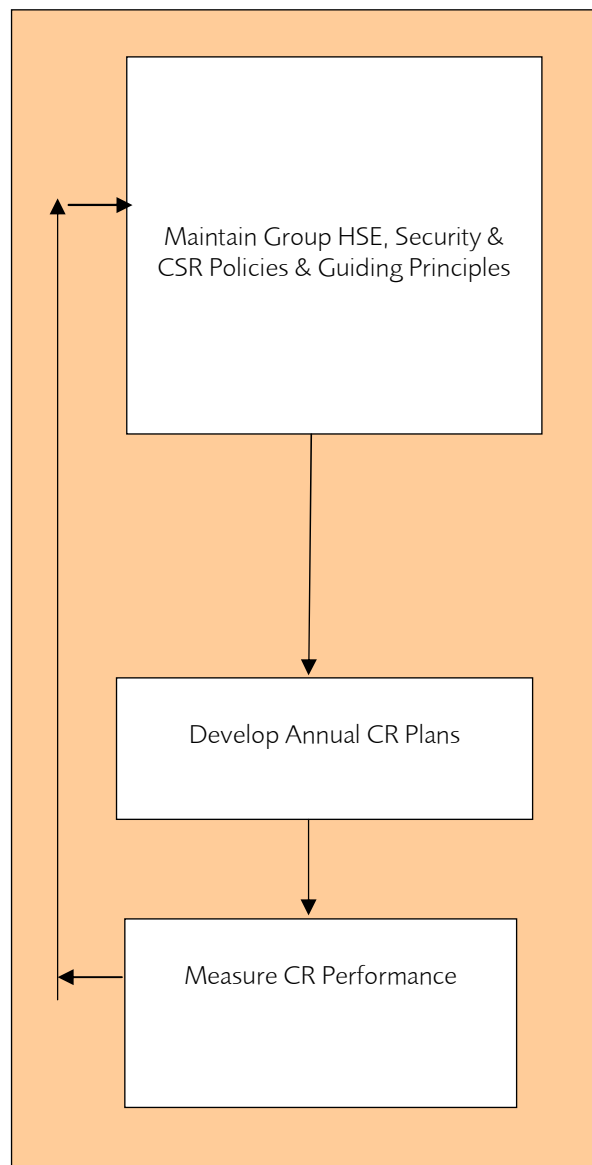 Maintain Group HSE, Security &
CSR Policies & Guiding Principles
Develop Annual CR Plans
Measure CR Performance